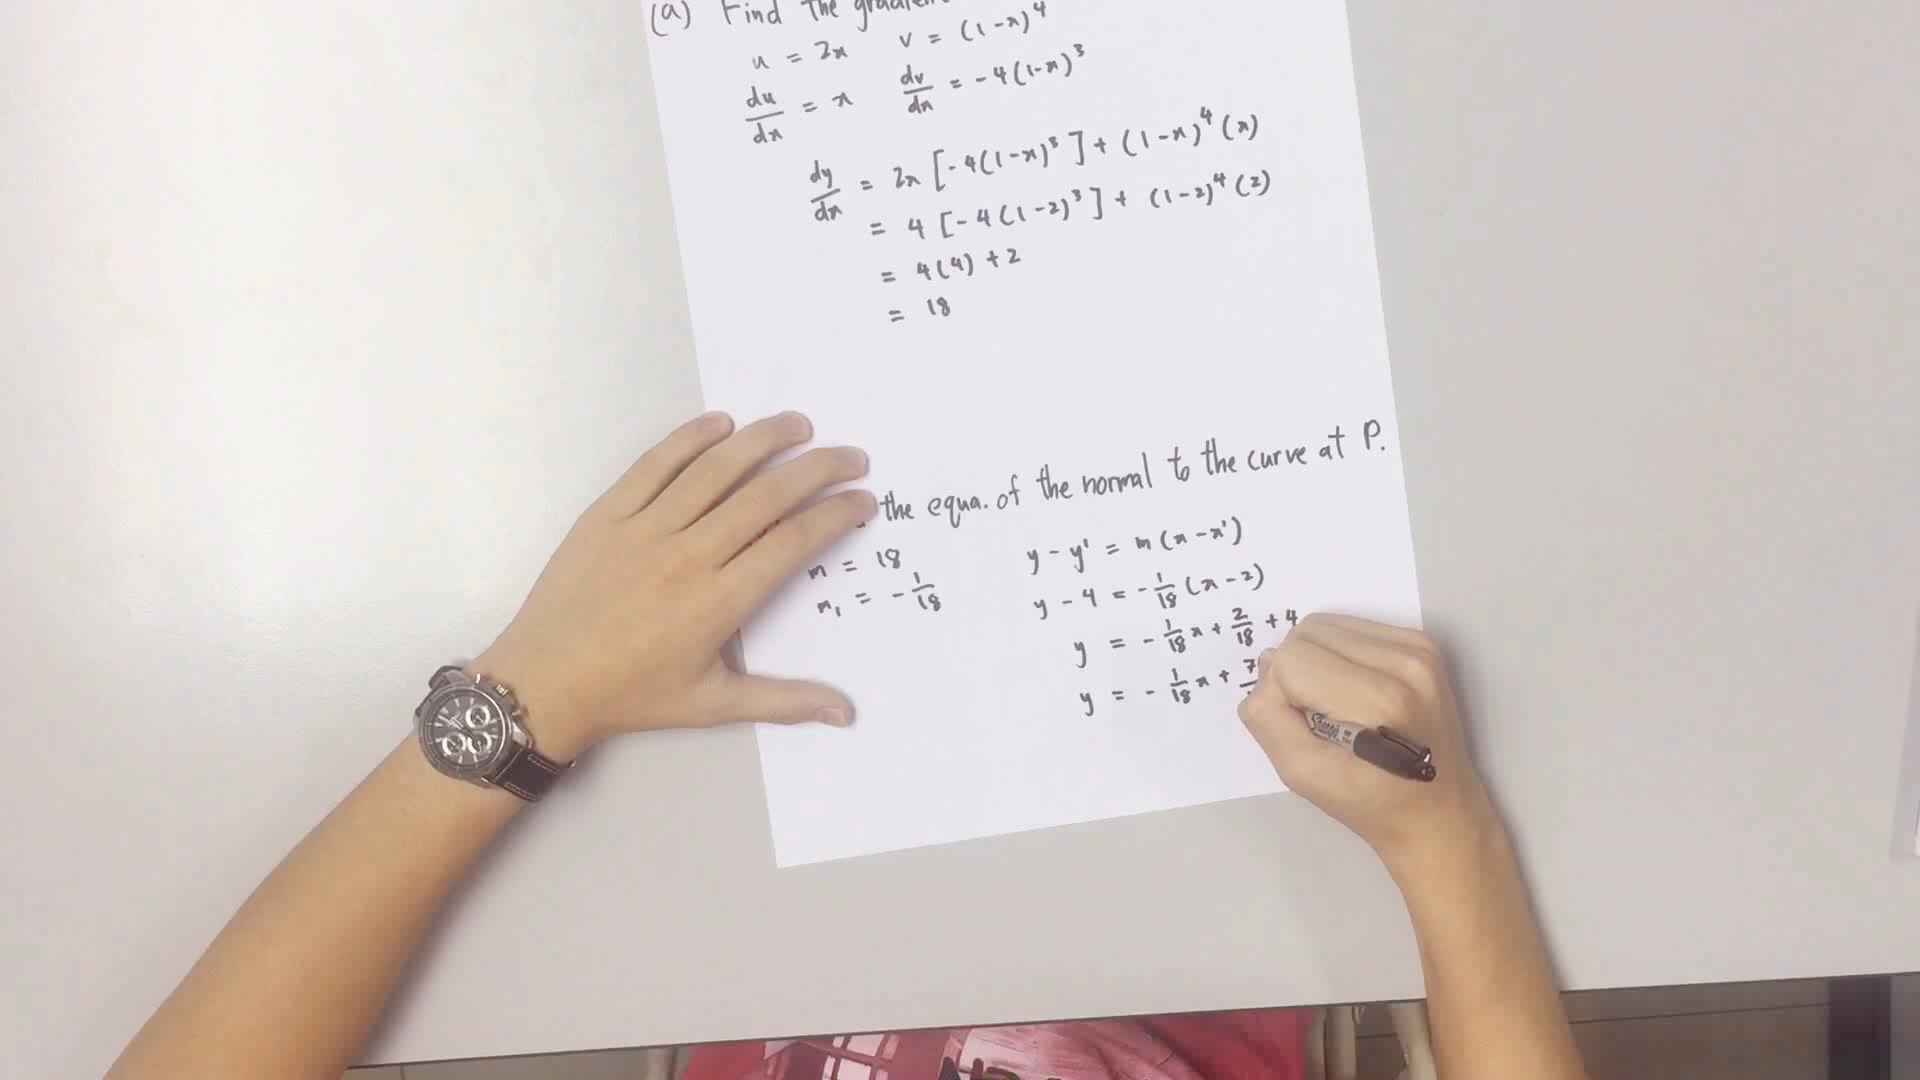 (a) Find the
u = 2x v = (1-x)^4
du/dx = x dv/dx = -4(1-x)^3
dy/dx = 2x [-4(1-x)^3] + (1-x)^4 (x)
= 4 [-4(1-2)^3] + (1-2)^4 (2)
= 4(4) + 2
= 18
the equa. of the normal to the curve at P.
m = 18
m₁ = -1/18
y - y' = m(x-x')
y - 4 = -1/18 (x-2)
y = -1/18 x + 2/18 + 4
y = -1/18 x + 7
Sharpie